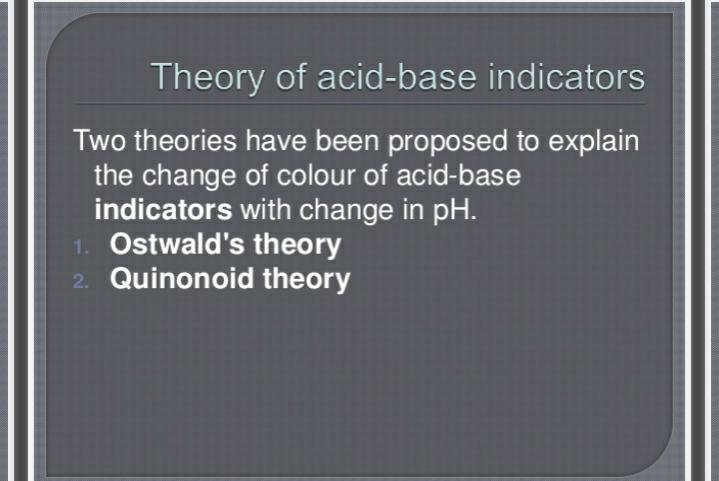 Theory of acid-base indicators
Two theories have been proposed to explain
the change of colour of acid-base
indicators with change in pH.
1. Ostwald's theory
2. Quinonoid theory